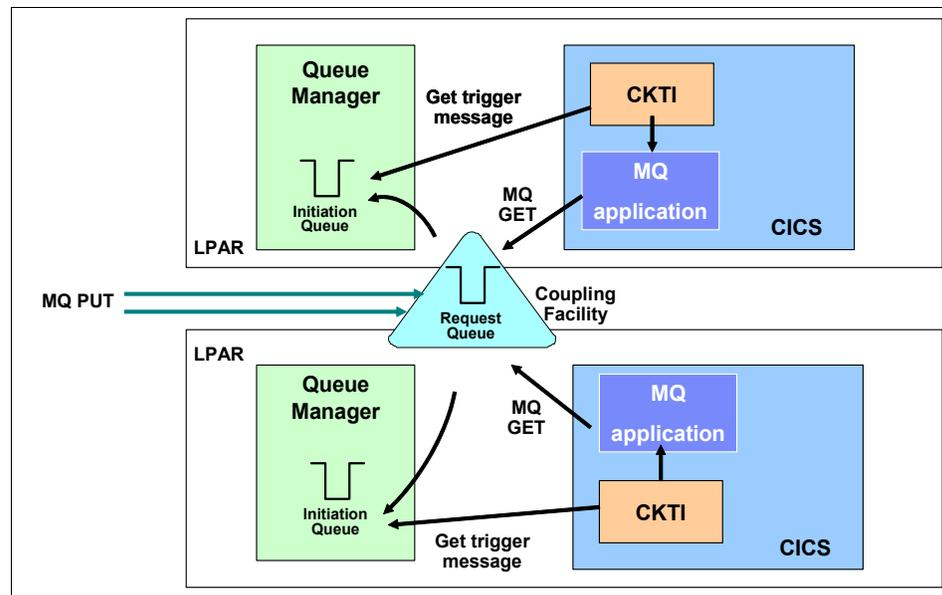 Queue
Manager
Initiation
Queue
LPAR
Get trigger
message
CKTI
MQ
application
CICS
MQ
GET
MQ PUT
Request
Queue
Coupling
Facility
LPAR
Queue
Manager
Initiation
Queue
MQ
GET
Get trigger
message
MQ
application
CKTI
CICS